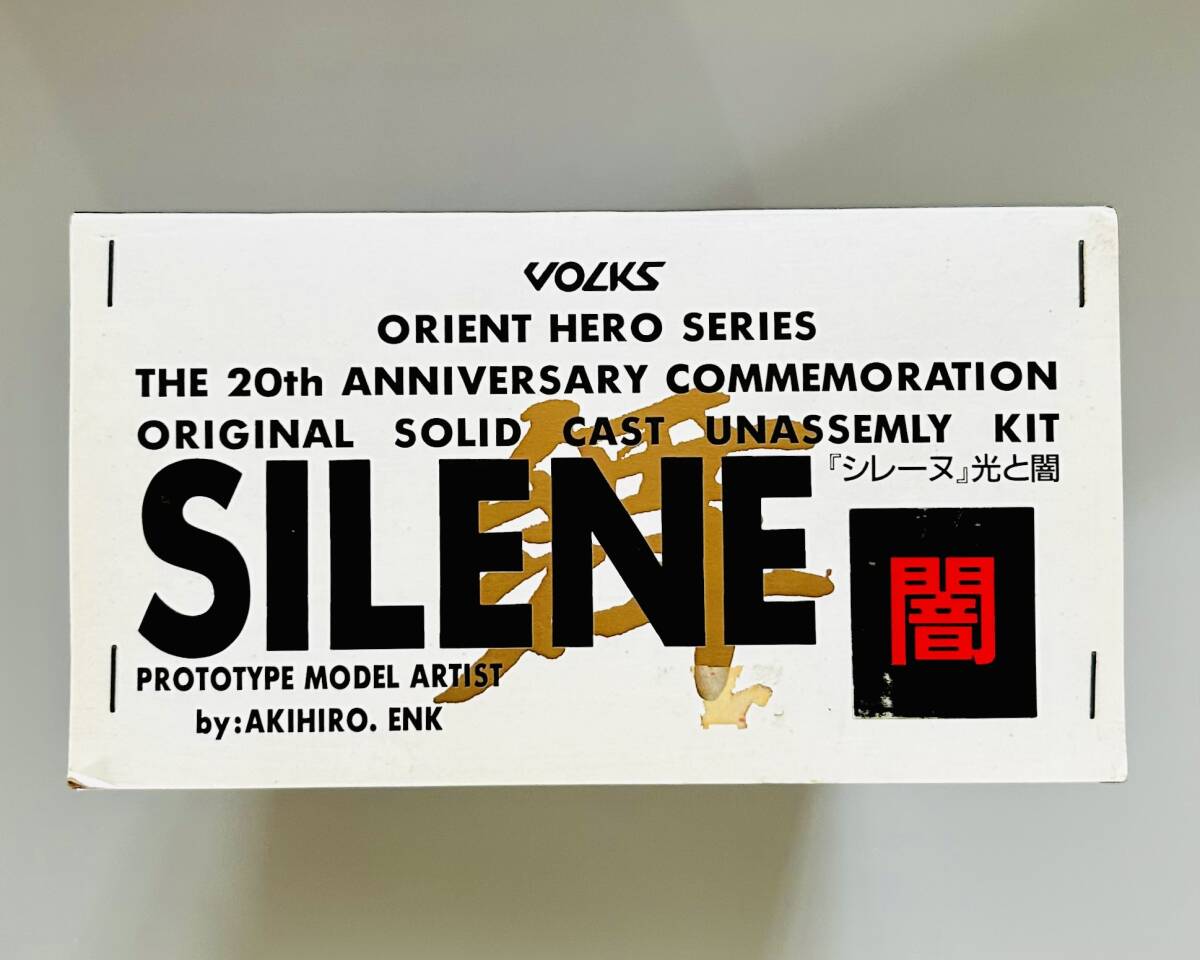 VOLKS
ORIENT HERO SERIES
THE 20th ANNIVERSARY COMMEMORATION
ORIGINAL SOLID CAST UNASSEMLY KIT
『シレーヌ』光と闇
SILENE
闇
PROTOTYPE MODEL ARTIST
by:AKIHIRO. ENK